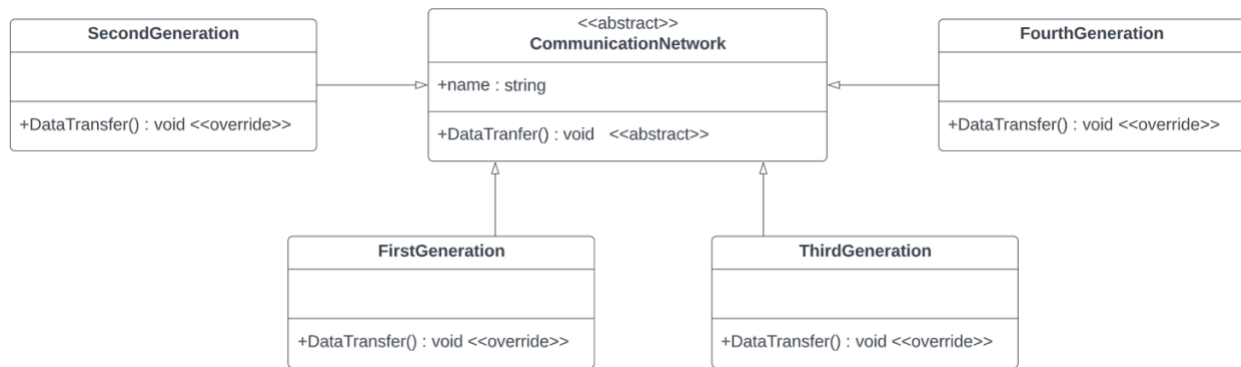 SecondGeneration
+DataTransfer() : void <<override>>
<<abstract>>
CommunicationNetwork
+name : string
+DataTranfer() : void <<abstract>>
FourthGeneration
+DataTransfer() : void <<override>>
FirstGeneration
+DataTransfer() : void <<override>>
ThirdGeneration
+DataTransfer() : void <<override>>